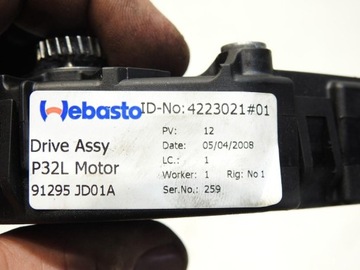 Webasto ID-No: 4223021#01
PV: 12
Drive Assy Date: 05/04/2008
P32L Motor LC.: 1
Worker: 1 Rig: No 1
91295 JD01A Ser.No.: 259